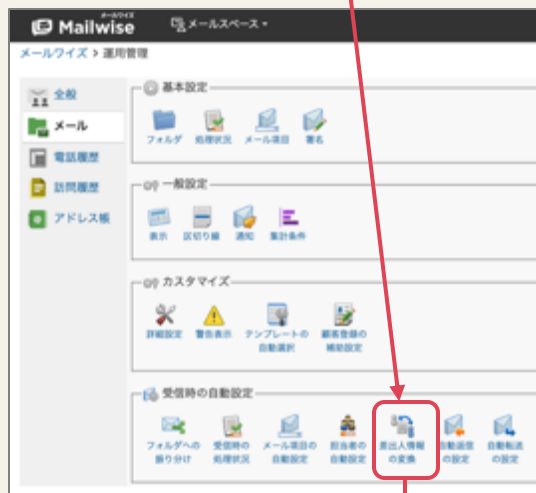 メールワイズ
Mailwise
メールスペース
メールワイズ > 運用管理
全般
メール
電話履歴
訪問履歴
アドレス帳
基本設定
フォルダ
処理状況
メール項目
署名
一般設定
表示
区切り線
通知
集計条件
カスタマイズ
詳細設定
警告表示
テンプレートの
自動選択
顧客登録の
補助設定
受信時の自動設定
フォルダへの
振り分け
受信時の
処理状況
メール項目の
自動設定
担当者の
自動設定
差出人情報
の変換
自動返信
の設定
自動転送
の設定